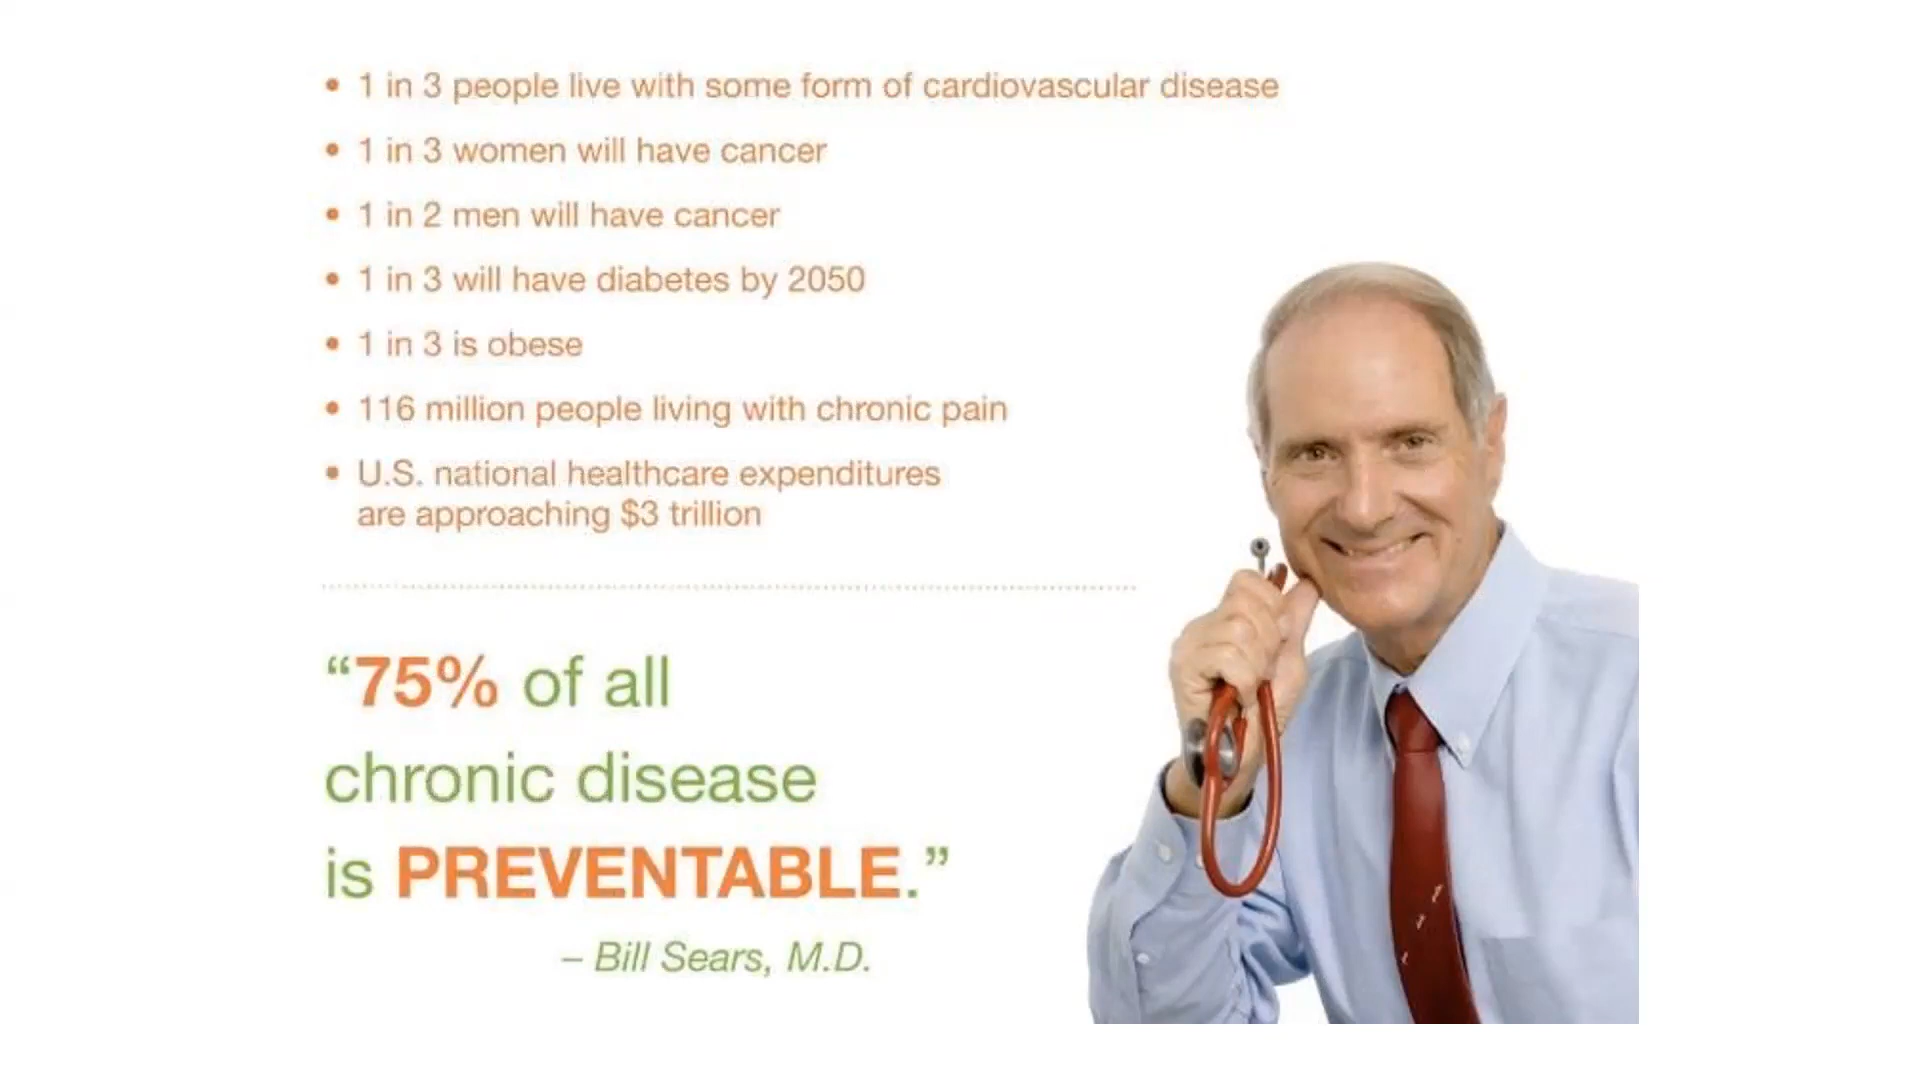 • 1 in 3 people live with some form of cardiovascular disease
• 1 in 3 women will have cancer
• 1 in 2 men will have cancer
• 1 in 3 will have diabetes by 2050
• 1 in 3 is obese
• 116 million people living with chronic pain
• U.S. national healthcare expenditures
are approaching $3 trillion
“75% of all
chronic disease
is PREVENTABLE.”
– Bill Sears, M.D.